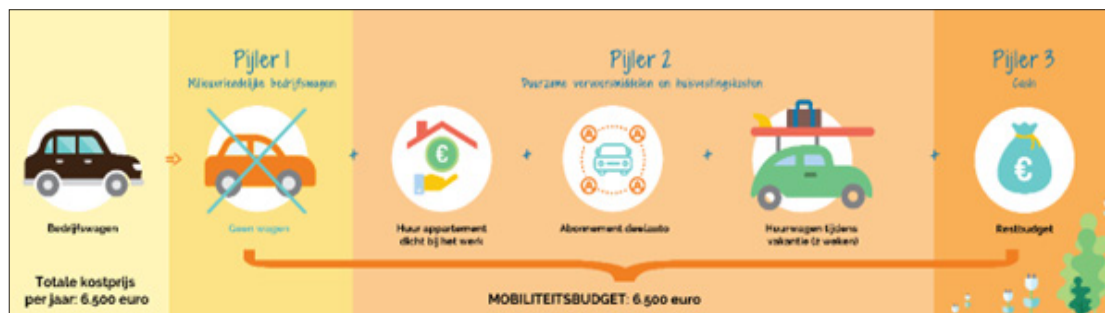 Pijler 1
Milieuvriendelijke bedrijfswagen
Pijler 2
Duurzame vervoersmiddelen en huisvestingskosten
Pijler 3
Cash
Bedrijfswagen
Geen wagen
Huur appartement
dicht bij het werk
Abonnement deelauto
Huurwagen tijdens
vakantie (2 weken)
Restbudget
Totale kostprijs
per jaar: 6.500 euro
MOBILITEITSBUDGET: 6.500 euro